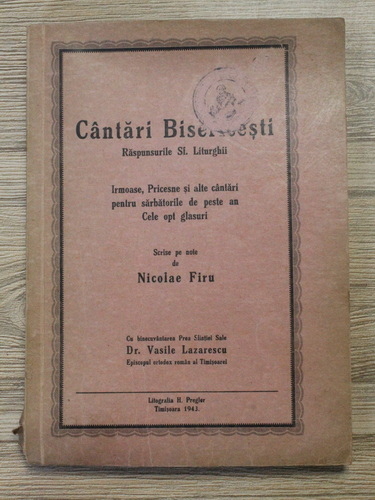 Cântări Bisericești
Răspunsurile Sf. Liturghii
Irmoase, Pricesne și alte cântări
pentru sărbătorile de peste an
Cele opt glasuri
Scrise pe note
de
Nicolae Firu
Cu binecuvântarea Prea Sfinției Sale
Dr. Vasile Lazarescu
Episcopul ortodox român al Timișoarei
Litografia H. Pregler
Timișoara 1943.